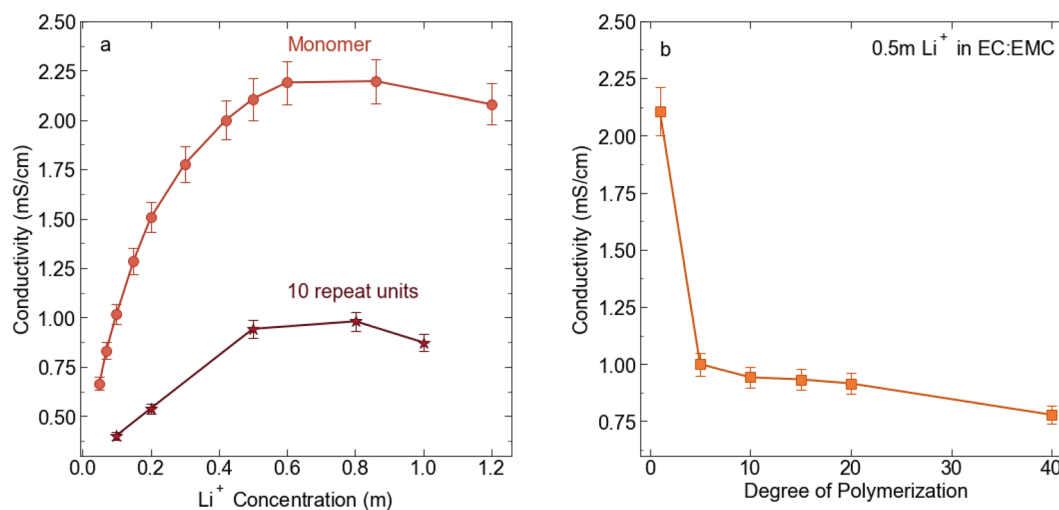 a
Monomer
10 repeat units
2.50
2.25
2.00
1.75
1.50
1.25
1.00
0.75
0.50
Conductivity (mS/cm)
0.0 0.2 0.4 0.6 0.8 1.0 1.2
Li⁺ Concentration (m)
b
0.5m Li⁺ in EC:EMC
2.50
2.25
2.00
1.75
1.50
1.25
1.00
0.75
Conductivity (mS/cm)
0 10 20 30 40
Degree of Polymerization